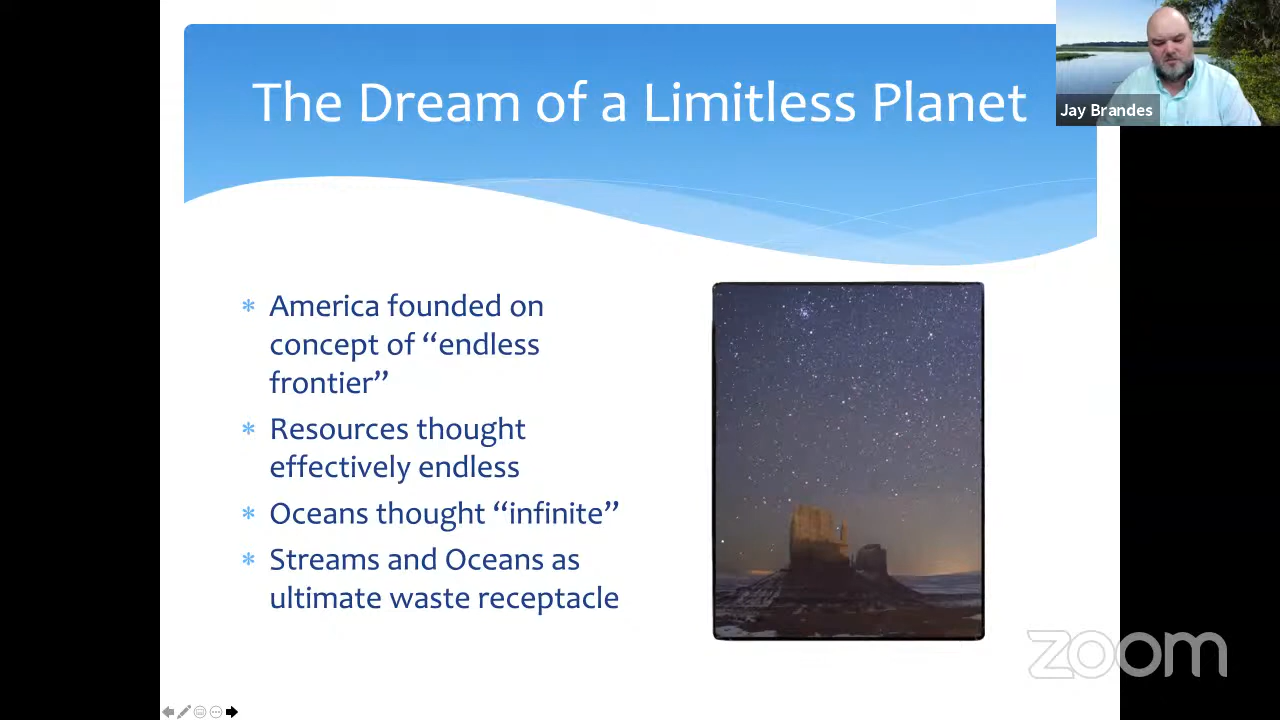 The Dream of a Limitless Planet
Jay Brandes
* America founded on
concept of “endless
frontier”
* Resources thought
effectively endless
* Oceans thought “infinite”
* Streams and Oceans as
ultimate waste receptacle
zoom